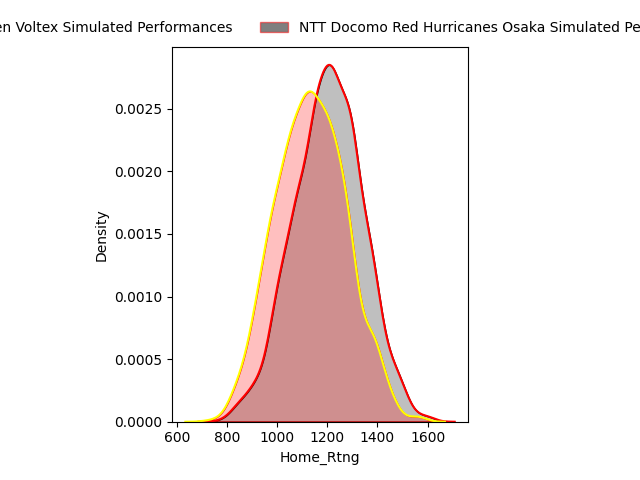 en Voltex Simulated Performances
NTT Docomo Red Hurricanes Osaka Simulated Pe
0.0025
0.0020
0.0015
0.0010
0.0005
0.0000
Density
600 800 1000 1200 1400 1600
Home_Rtng